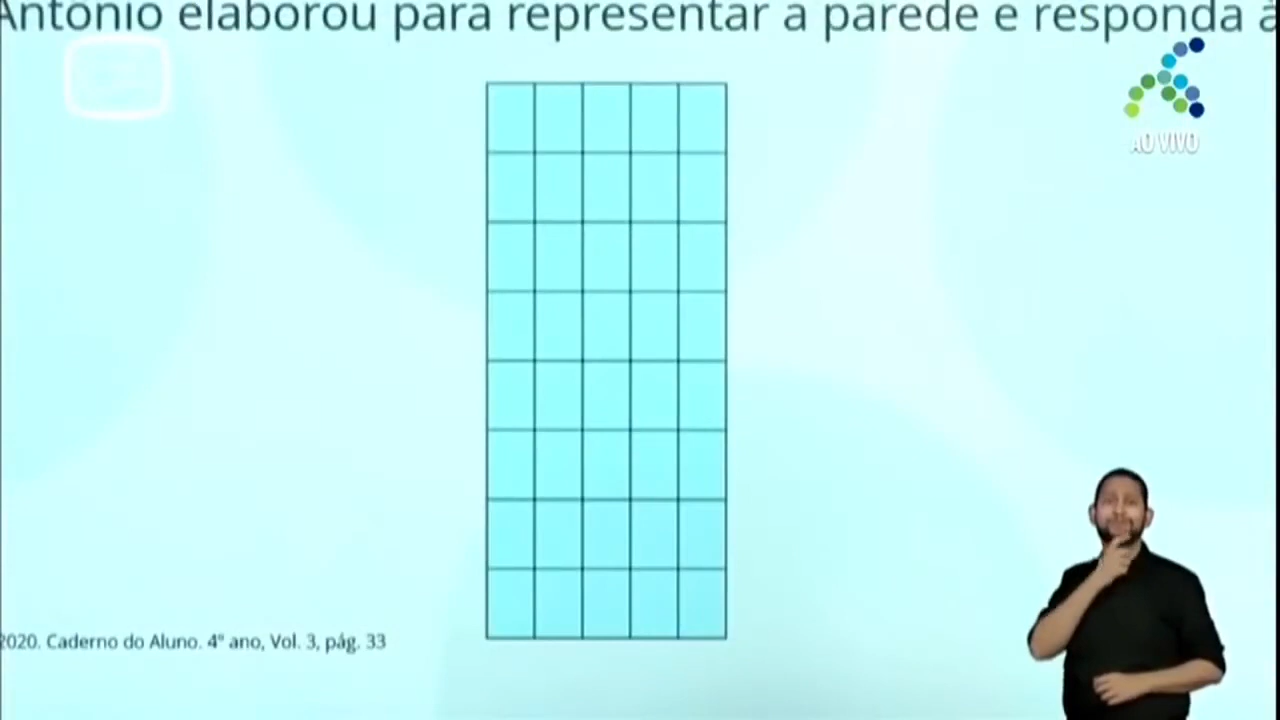 Antonio elaborou para representar a parede e responda à
AO VIVO
2020. Caderno do Aluno. 4º ano, Vol. 3, pág. 33